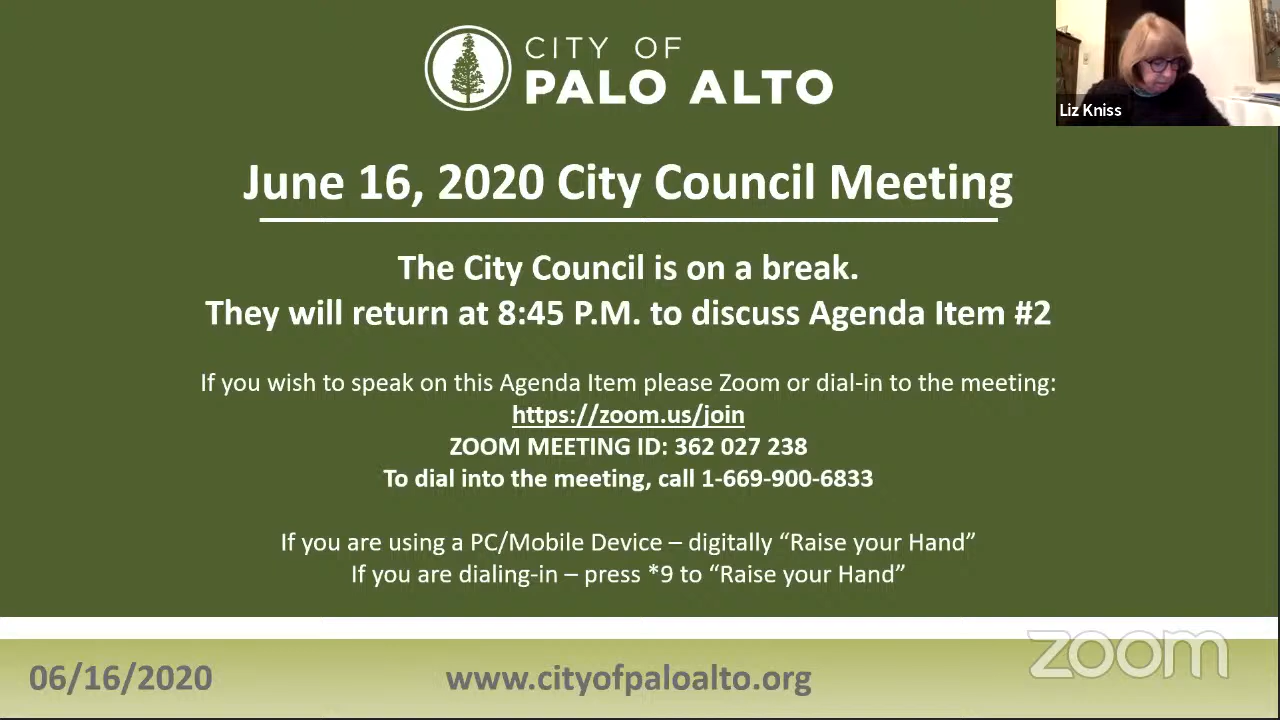 CITY OF
PALO ALTO
Liz Kniss
June 16, 2020 City Council Meeting
The City Council is on a break.
They will return at 8:45 P.M. to discuss Agenda Item #2
If you wish to speak on this Agenda Item please Zoom or dial-in to the meeting:
https://zoom.us/join
ZOOM MEETING ID: 362 027 238
To dial into the meeting, call 1-669-900-6833
If you are using a PC/Mobile Device – digitally “Raise your Hand”
If you are dialing-in – press *9 to “Raise your Hand”
zoom
06/16/2020
www.cityofpaloalto.org